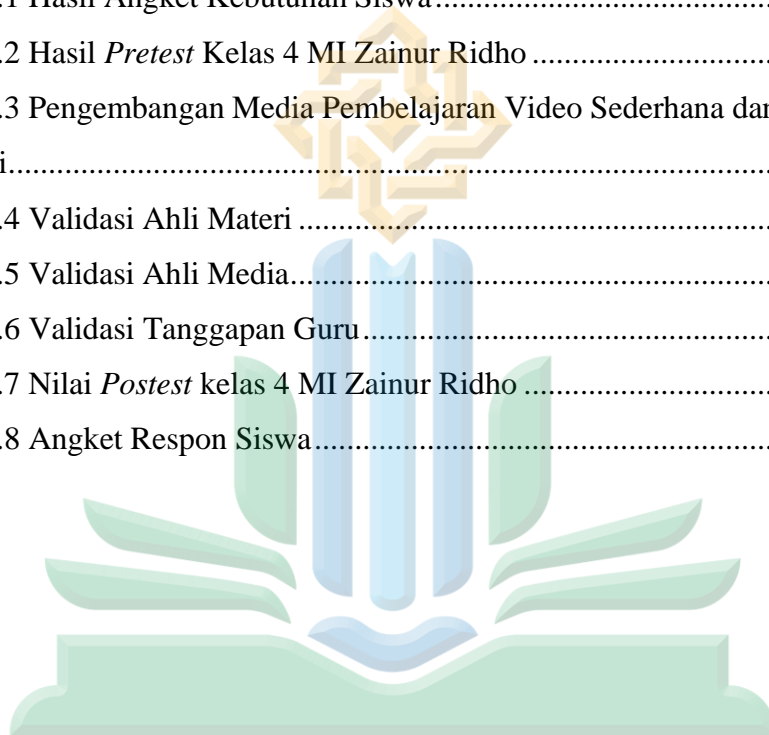 .1 Hasil Angket Kebutuhan Siswa........................................
.2 Hasil Pretest Kelas 4 MI Zainur Ridho ..............................
.3 Pengembangan Media Pembelajaran Video Sederhana dan
i...............................................................................................
.4 Validasi Ahli Materi ............................................................
.5 Validasi Ahli Media.............................................................
.6 Validasi Tanggapan Guru....................................................
.7 Nilai Postest kelas 4 MI Zainur Ridho ................................
.8 Angket Respon Siswa..........................................................